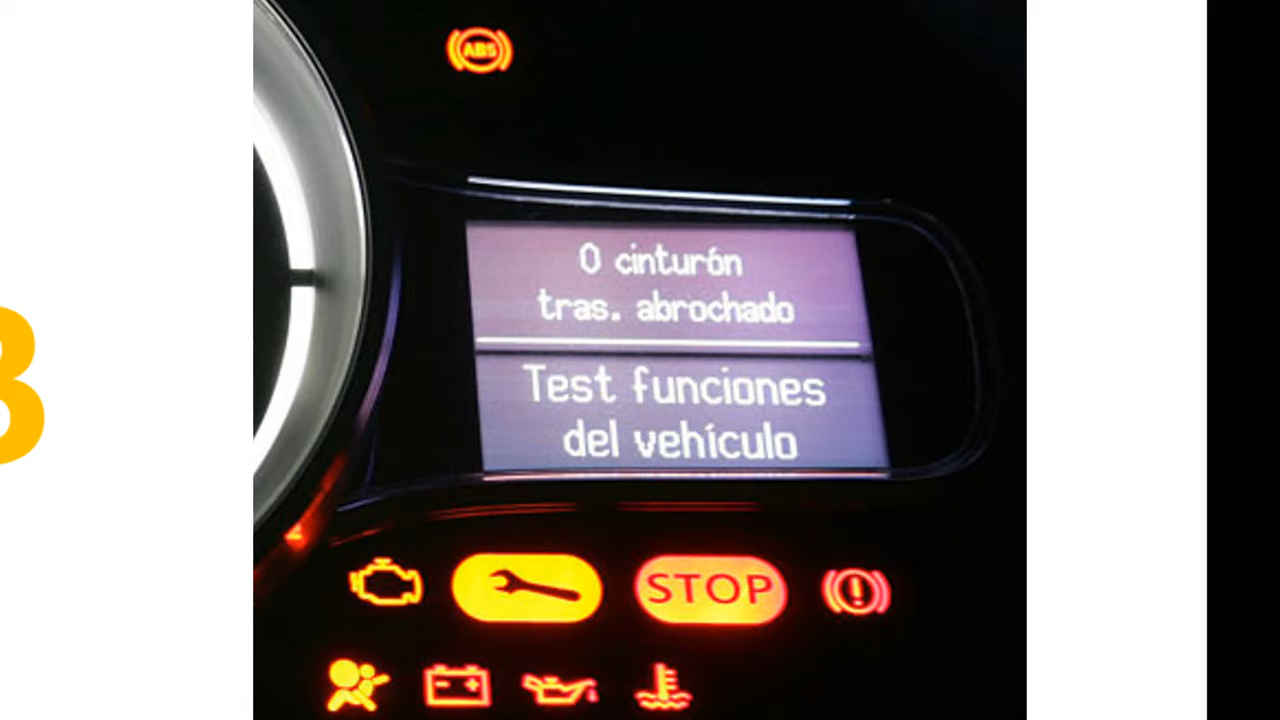 ABS
0 cinturón
tras. abrochado
Test funciones
del vehículo
STOP